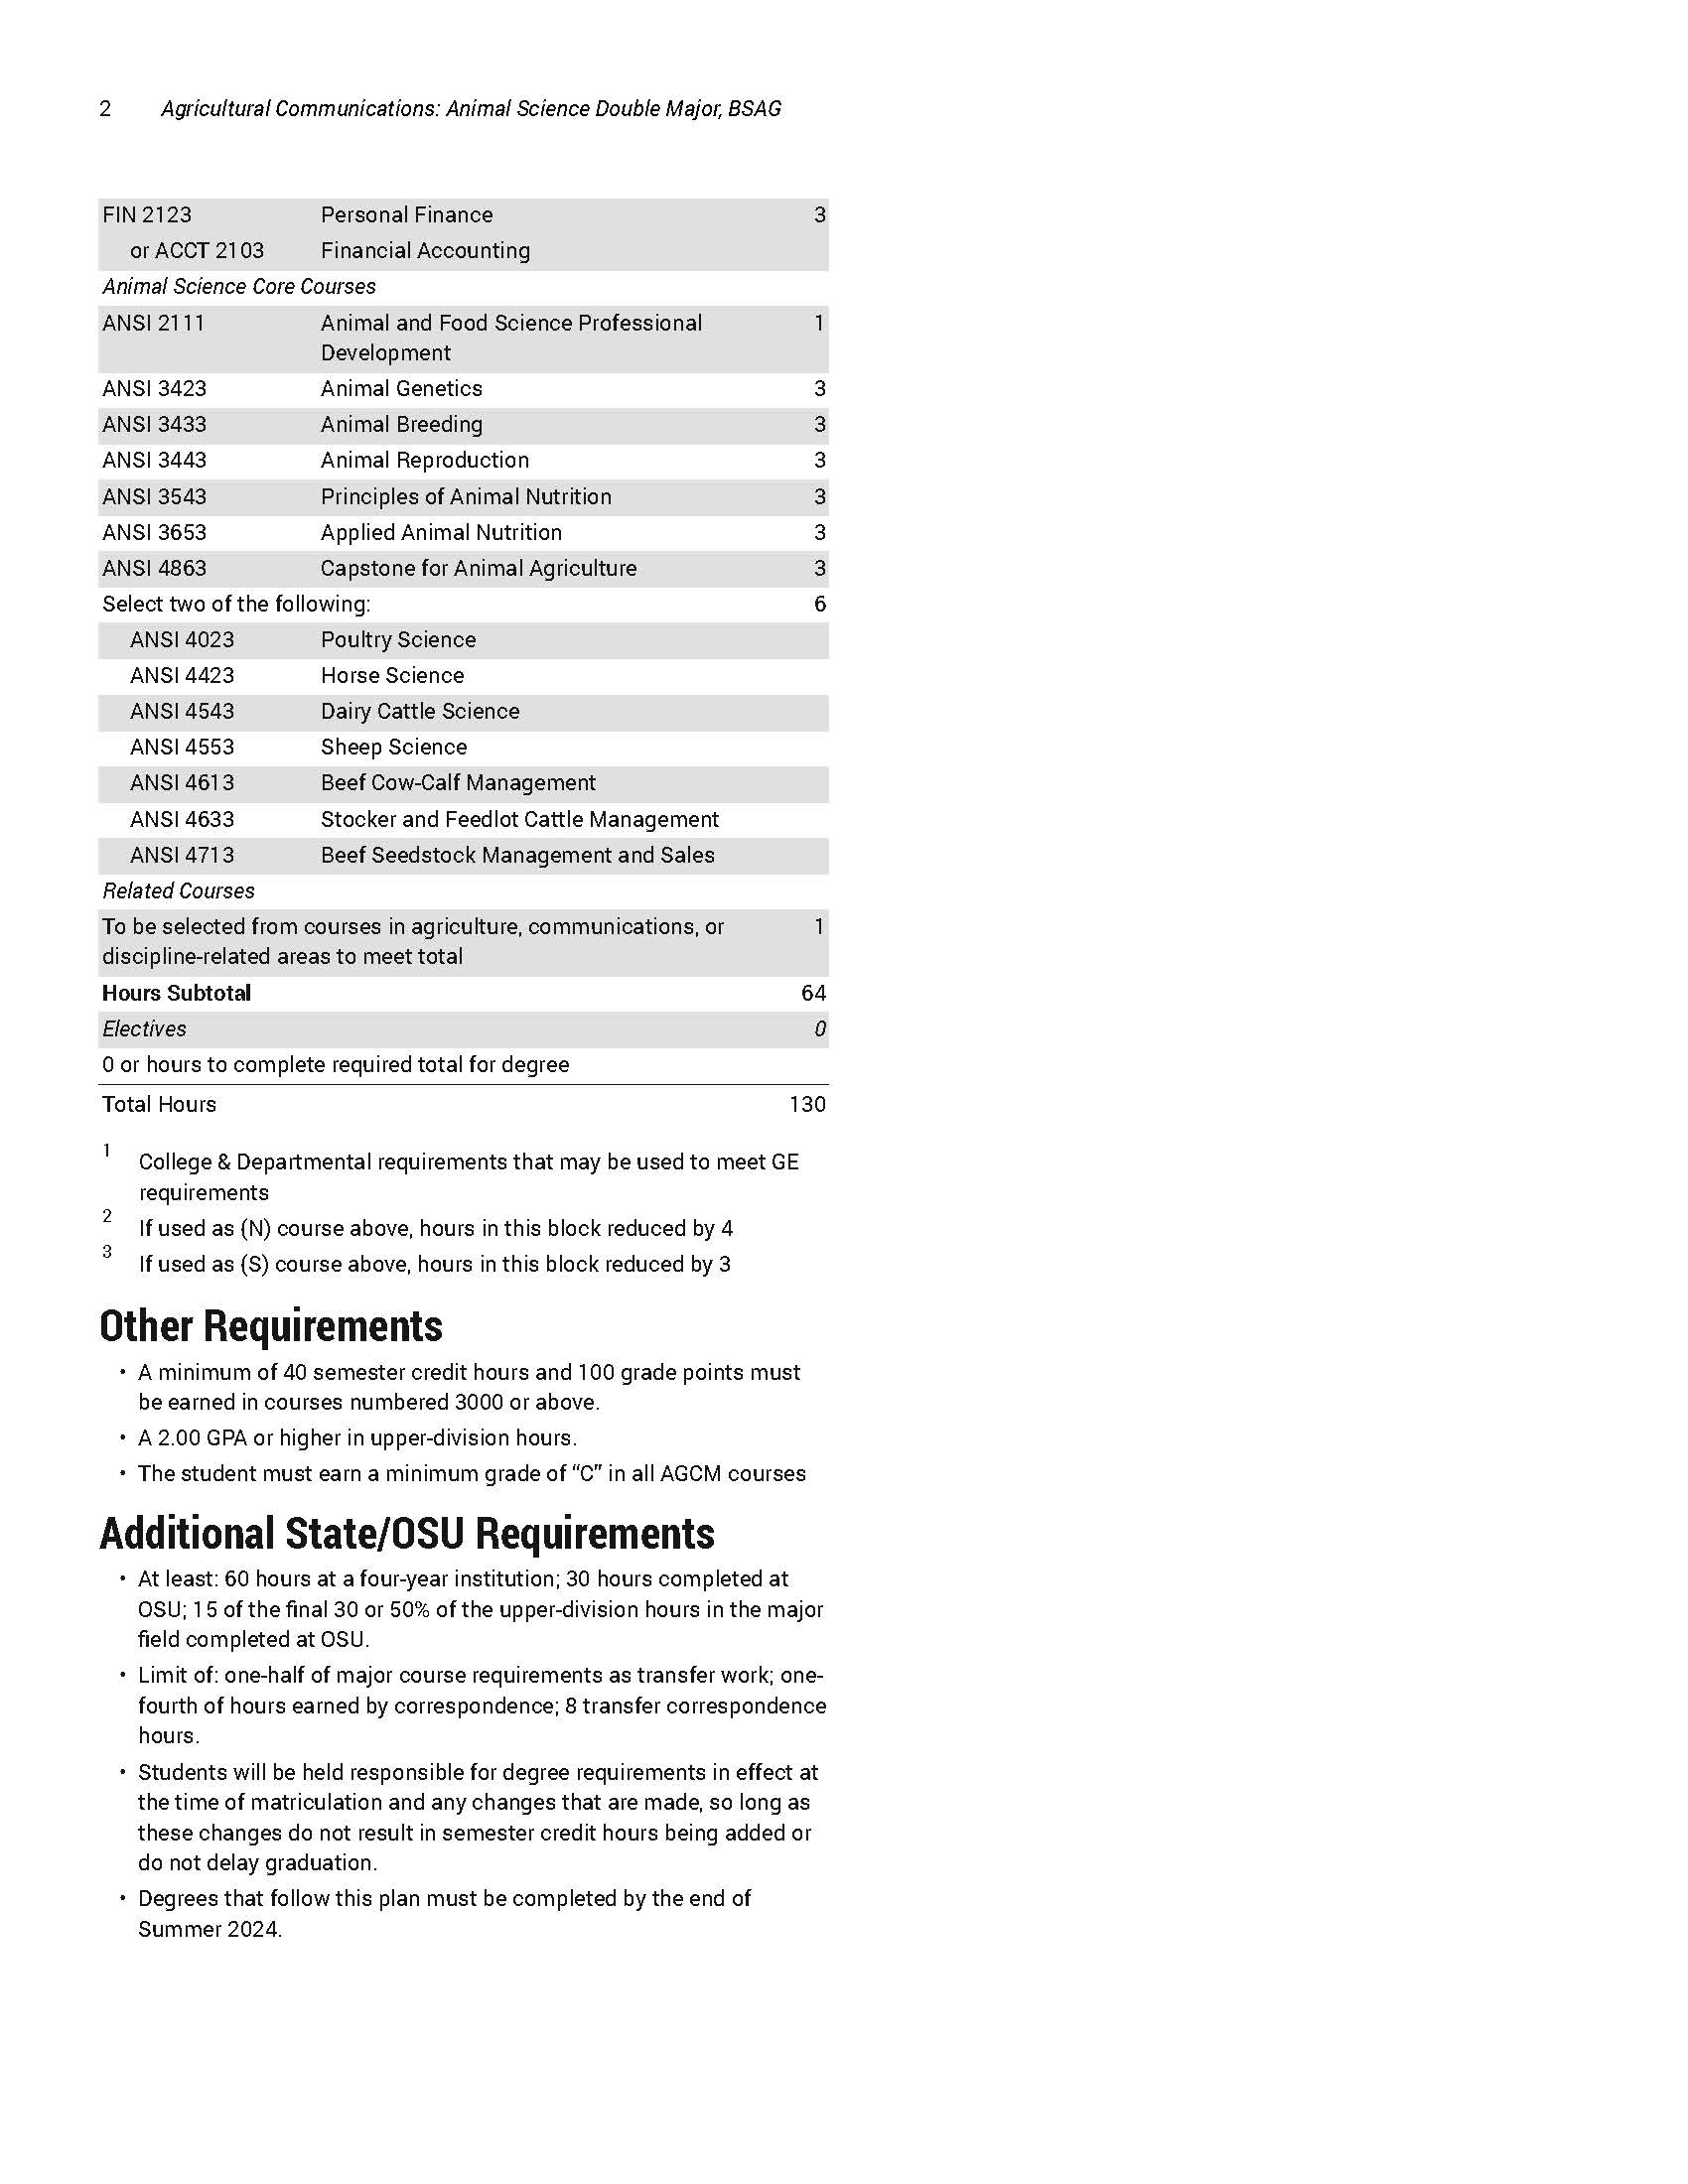 2 Agricultural Communications: Animal Science Double Major, BSAG
FIN 2123 Personal Finance 3
or ACCT 2103 Financial Accounting
Animal Science Core Courses
ANSI 2111 Animal and Food Science Professional 1
Development
ANSI 3423 Animal Genetics 3
ANSI 3433 Animal Breeding 3
ANSI 3443 Animal Reproduction 3
ANSI 3543 Principles of Animal Nutrition 3
ANSI 3653 Applied Animal Nutrition 3
ANSI 4863 Capstone for Animal Agriculture 3
Select two of the following: 6
ANSI 4023 Poultry Science
ANSI 4423 Horse Science
ANSI 4543 Dairy Cattle Science
ANSI 4553 Sheep Science
ANSI 4613 Beef Cow-Calf Management
ANSI 4633 Stocker and Feedlot Cattle Management
ANSI 4713 Beef Seedstock Management and Sales
Related Courses
To be selected from courses in agriculture, communications, or 1
discipline-related areas to meet total
Hours Subtotal 64
Electives 0
0 or hours to complete required total for degree
Total Hours 130
1 College & Departmental requirements that may be used to meet GE
requirements
2 If used as (N) course above, hours in this block reduced by 4
3 If used as (S) course above, hours in this block reduced by 3
Other Requirements
• A minimum of 40 semester credit hours and 100 grade points must
be earned in courses numbered 3000 or above.
• A 2.00 GPA or higher in upper-division hours.
• The student must earn a minimum grade of “C” in all AGCM courses
Additional State/OSU Requirements
• At least: 60 hours at a four-year institution; 30 hours completed at
OSU; 15 of the final 30 or 50% of the upper-division hours in the major
field completed at OSU.
• Limit of: one-half of major course requirements as transfer work; one-
fourth of hours earned by correspondence; 8 transfer correspondence
hours.
• Students will be held responsible for degree requirements in effect at
the time of matriculation and any changes that are made, so long as
these changes do not result in semester credit hours being added or
do not delay graduation.
• Degrees that follow this plan must be completed by the end of
Summer 2024.